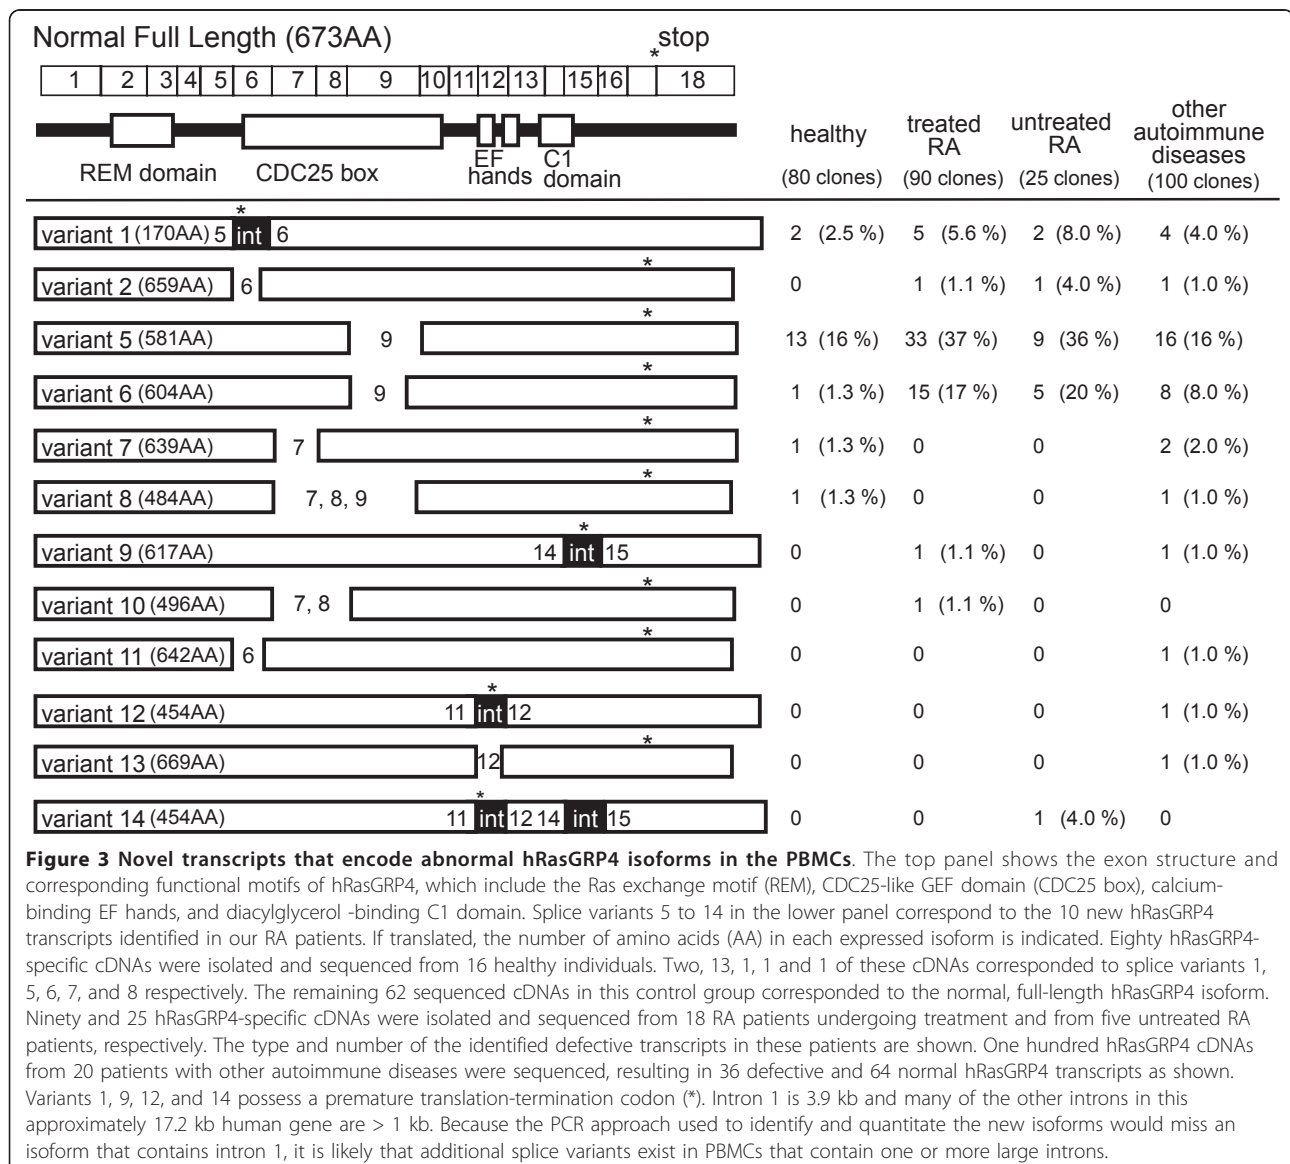 Normal Full Length (673AA)
* stop
1 2 3 4 5 6 7 8 9 10 11 12 13 15 16 18
REM domain CDC25 box EF hands C1 domain
healthy (80 clones)
treated RA (90 clones)
untreated RA (25 clones)
other autoimmune diseases (100 clones)
*
variant 1 (170AA) 5 int 6 2 (2.5 %) 5 (5.6 %) 2 (8.0 %) 4 (4.0 %)
*
variant 2 (659AA) 6 0 1 (1.1 %) 1 (4.0 %) 1 (1.0 %)
*
variant 5 (581AA) 9 13 (16 %) 33 (37 %) 9 (36 %) 16 (16 %)
*
variant 6 (604AA) 9 1 (1.3 %) 15 (17 %) 5 (20 %) 8 (8.0 %)
*
variant 7 (639AA) 7 1 (1.3 %) 0 0 2 (2.0 %)
*
variant 8 (484AA) 7, 8, 9 1 (1.3 %) 0 0 1 (1.0 %)
*
variant 9 (617AA) 14 int 15 0 1 (1.1 %) 0 1 (1.0 %)
*
variant 10 (496AA) 7, 8 0 1 (1.1 %) 0 0
*
variant 11 (642AA) 6 0 0 0 1 (1.0 %)
*
variant 12 (454AA) 11 int 12 0 0 0 1 (1.0 %)
*
variant 13 (669AA) 12 0 0 0 1 (1.0 %)
*
variant 14 (454AA) 11 int 12 14 int 15 0 0 1 (4.0 %) 0
Figure 3 Novel transcripts that encode abnormal hRasGRP4 isoforms in the PBMCs. The top panel shows the exon structure and
corresponding functional motifs of hRasGRP4, which include the Ras exchange motif (REM), CDC25-like GEF domain (CDC25 box), calcium-
binding EF hands, and diacylglycerol -binding C1 domain. Splice variants 5 to 14 in the lower panel correspond to the 10 new hRasGRP4
transcripts identified in our RA patients. If translated, the number of amino acids (AA) in each expressed isoform is indicated. Eighty hRasGRP4-
specific cDNAs were isolated and sequenced from 16 healthy individuals. Two, 13, 1, 1 and 1 of these cDNAs corresponded to splice variants 1,
5, 6, 7, and 8 respectively. The remaining 62 sequenced cDNAs in this control group corresponded to the normal, full-length hRasGRP4 isoform.
Ninety and 25 hRasGRP4-specific cDNAs were isolated and sequenced from 18 RA patients undergoing treatment and from five untreated RA
patients, respectively. The type and number of the identified defective transcripts in these patients are shown. One hundred hRasGRP4 cDNAs
from 20 patients with other autoimmune diseases were sequenced, resulting in 36 defective and 64 normal hRasGRP4 transcripts as shown.
Variants 1, 9, 12, and 14 possess a premature translation-termination codon (*). Intron 1 is 3.9 kb and many of the other introns in this
approximately 17.2 kb human gene are > 1 kb. Because the PCR approach used to identify and quantitate the new isoforms would miss an
isoform that contains intron 1, it is likely that additional splice variants exist in PBMCs that contain one or more large introns.